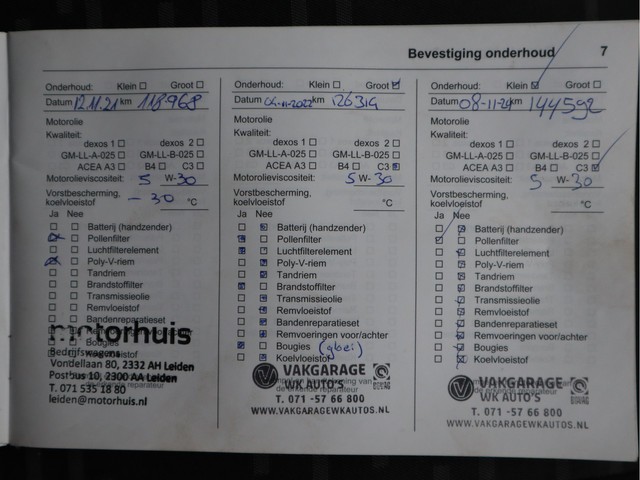 Bevestiging onderhoud 7
Onderhoud: Klein Groot
Datum 12.11.21 km 118968
Motorolie
Kwaliteit:
dexos 1 dexos 2
GM-LL-A-025 GM-LL-B-025
ACEA A3 B4 C3
Motorolieviscositeit: 5 W-30
Vorstbescherming,
koelvloeistof - 30 °C
Ja Nee
Batterij (handzender)
Pollenfilter
Luchtfilterelement
Poly-V-riem
Tandriem
Brandstoffilter
Transmissieolie
Remvloeistof
Bandenreparatieset
motorhuis
Bougies
Bedrijfswagens
Vondellaan 80, 2332 AH Leiden
Postbus 10, 2300 AA Leiden
T. 071 535 18 80
leiden@motorhuis.nl
Onderhoud: Klein Groot
Datum 04-11-2022 km 126319
Motorolie
Kwaliteit:
dexos 1 dexos 2
GM-LL-A-025 GM-LL-B-025
ACEA A3 B4 C3
Motorolieviscositeit: 5 W-30
Vorstbescherming,
koelvloeistof °C
Ja Nee
Batterij (handzender)
Pollenfilter
Luchtfilterelement
Poly-V-riem
Tandriem
Brandstoffilter
Transmissieolie
Remvloeistof
Bandenreparatieset
Remvoeringen voor/achter
Bougies
Koelvloeistof
VAKGARAGE
WK AUTO'S
T. 071 -57 66 800
WWW.VAKGARAGEWKAUTOS.NL
Onderhoud: Klein Groot
Datum 08-11-24 km 144592
Motorolie
Kwaliteit:
dexos 1 dexos 2
GM-LL-A-025 GM-LL-B-025
ACEA A3 B4 C3
Motorolieviscositeit: 5 W-30
Vorstbescherming,
koelvloeistof °C
Ja Nee
Batterij (handzender)
Pollenfilter
Luchtfilterelement
Poly-V-riem
Tandriem
Brandstoffilter
Transmissieolie
Remvloeistof
Bandenreparatieset
Remvoeringen voor/achter
Bougies
Koelvloeistof
VAKGARAGE
WK AUTO'S
T. 071 -57 66 800
WWW.VAKGARAGEWKAUTOS.NL